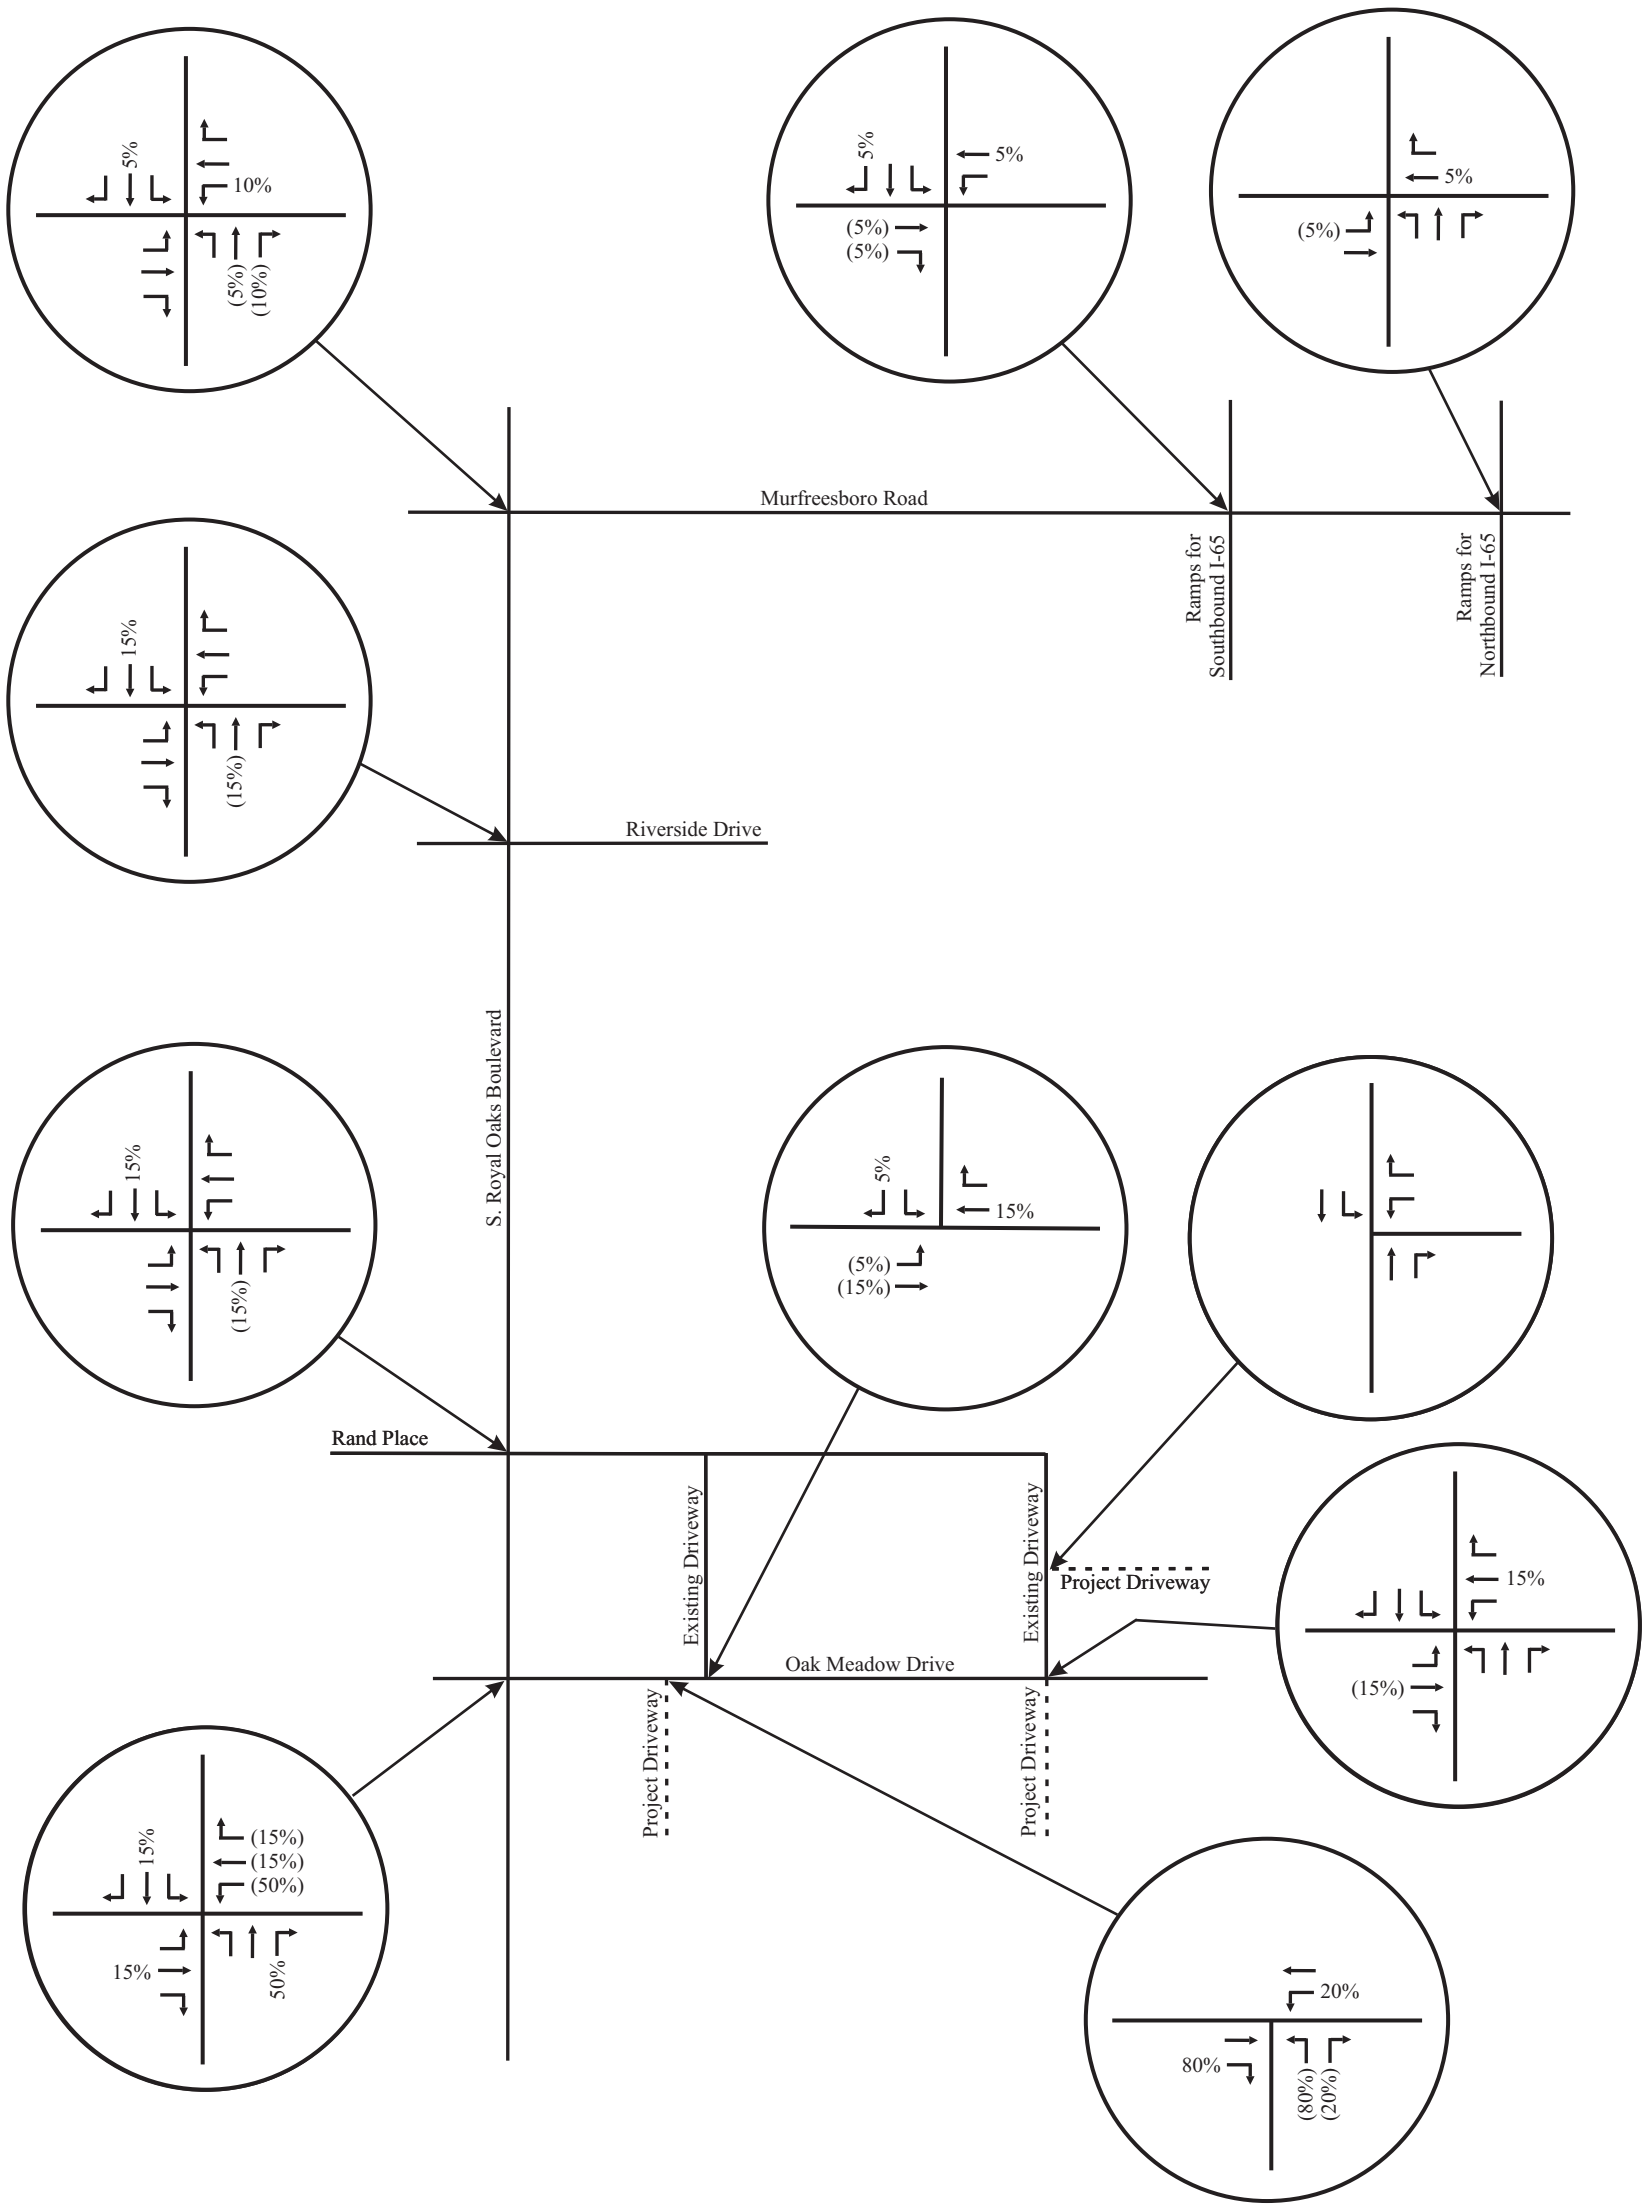 5%
10%
(5%)
(10%)
5%
5%
(5%)
(5%)
5%
(5%)
Murfreesboro Road
Ramps for
Southbound I-65
Ramps for
Northbound I-65
15%
(15%)
Riverside Drive
S. Royal Oaks Boulevard
15%
(15%)
5%
15%
(5%)
(15%)
Rand Place
Existing Driveway
Existing Driveway
Project Driveway
15%
(15%)
Oak Meadow Drive
Project Driveway
Project Driveway
15%
(15%)
(15%)
(50%)
15%
50%
20%
80%
(80%)
(20%)